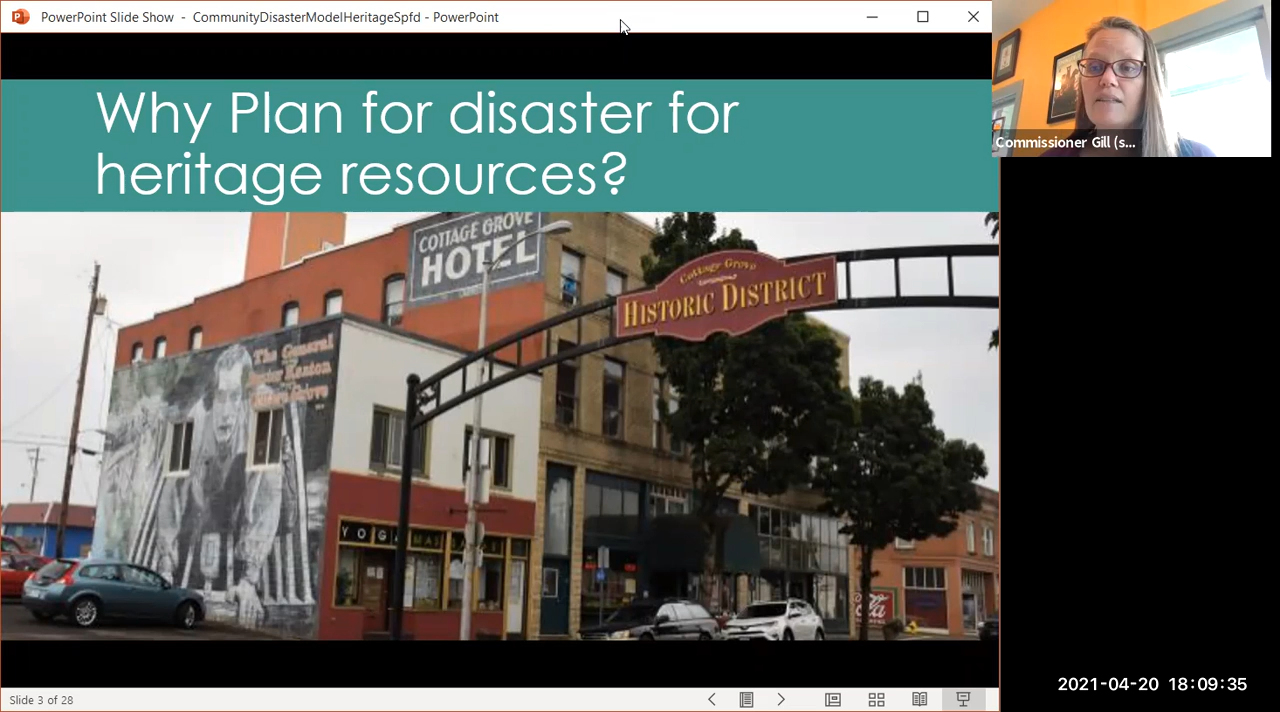 PowerPoint Slide Show - CommunityDisasterModelHeritageSpfd - PowerPoint
Commissioner Gill (s...
Why Plan for disaster for
heritage resources?
COTTAGE GROVE
HOTEL
Cottage Grove
HISTORIC DISTRICT
The General
Buster Keaton
Cottage Grove
YOGA
Slide 3 of 28
2021-04-20 18:09:35